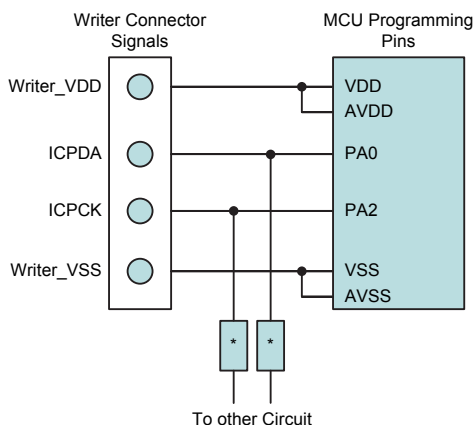 Writer Connector
Signals
MCU Programming
Pins
Writer_VDD
VDD
AVDD
ICPDA
PA0
ICPCK
PA2
Writer_VSS
VSS
AVSS
*
*
To other Circuit